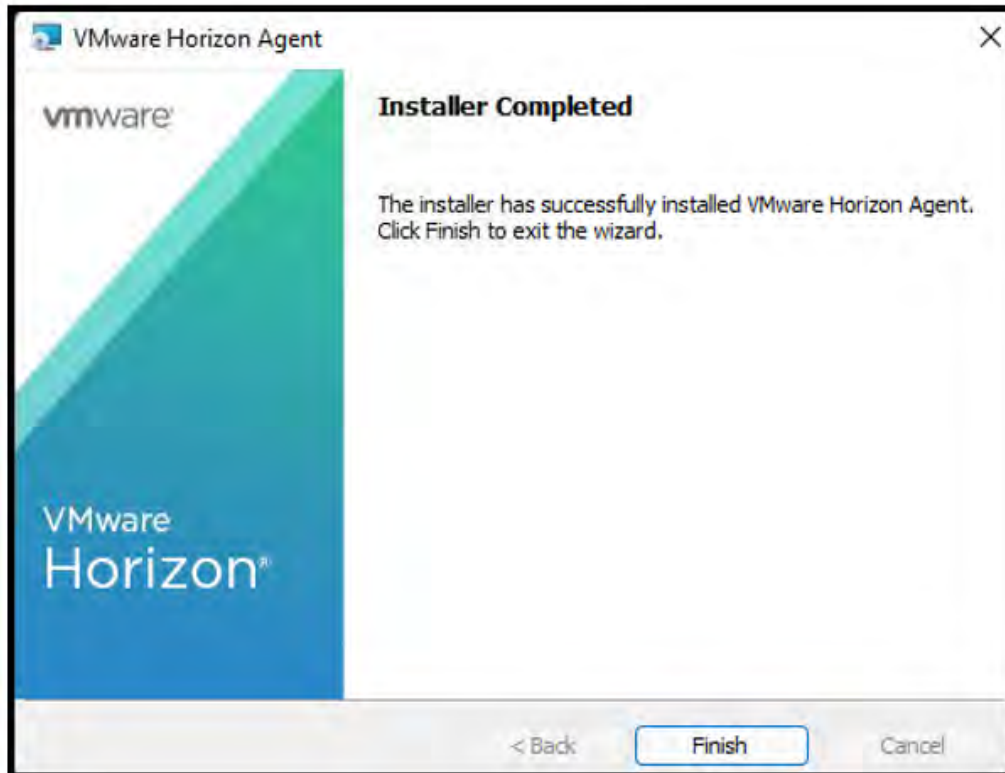 VMware Horizon Agent
vmware
Installer Completed
The installer has successfully installed VMware Horizon Agent.
Click Finish to exit the wizard.
VMware
Horizon®
< Back
Finish
Cancel